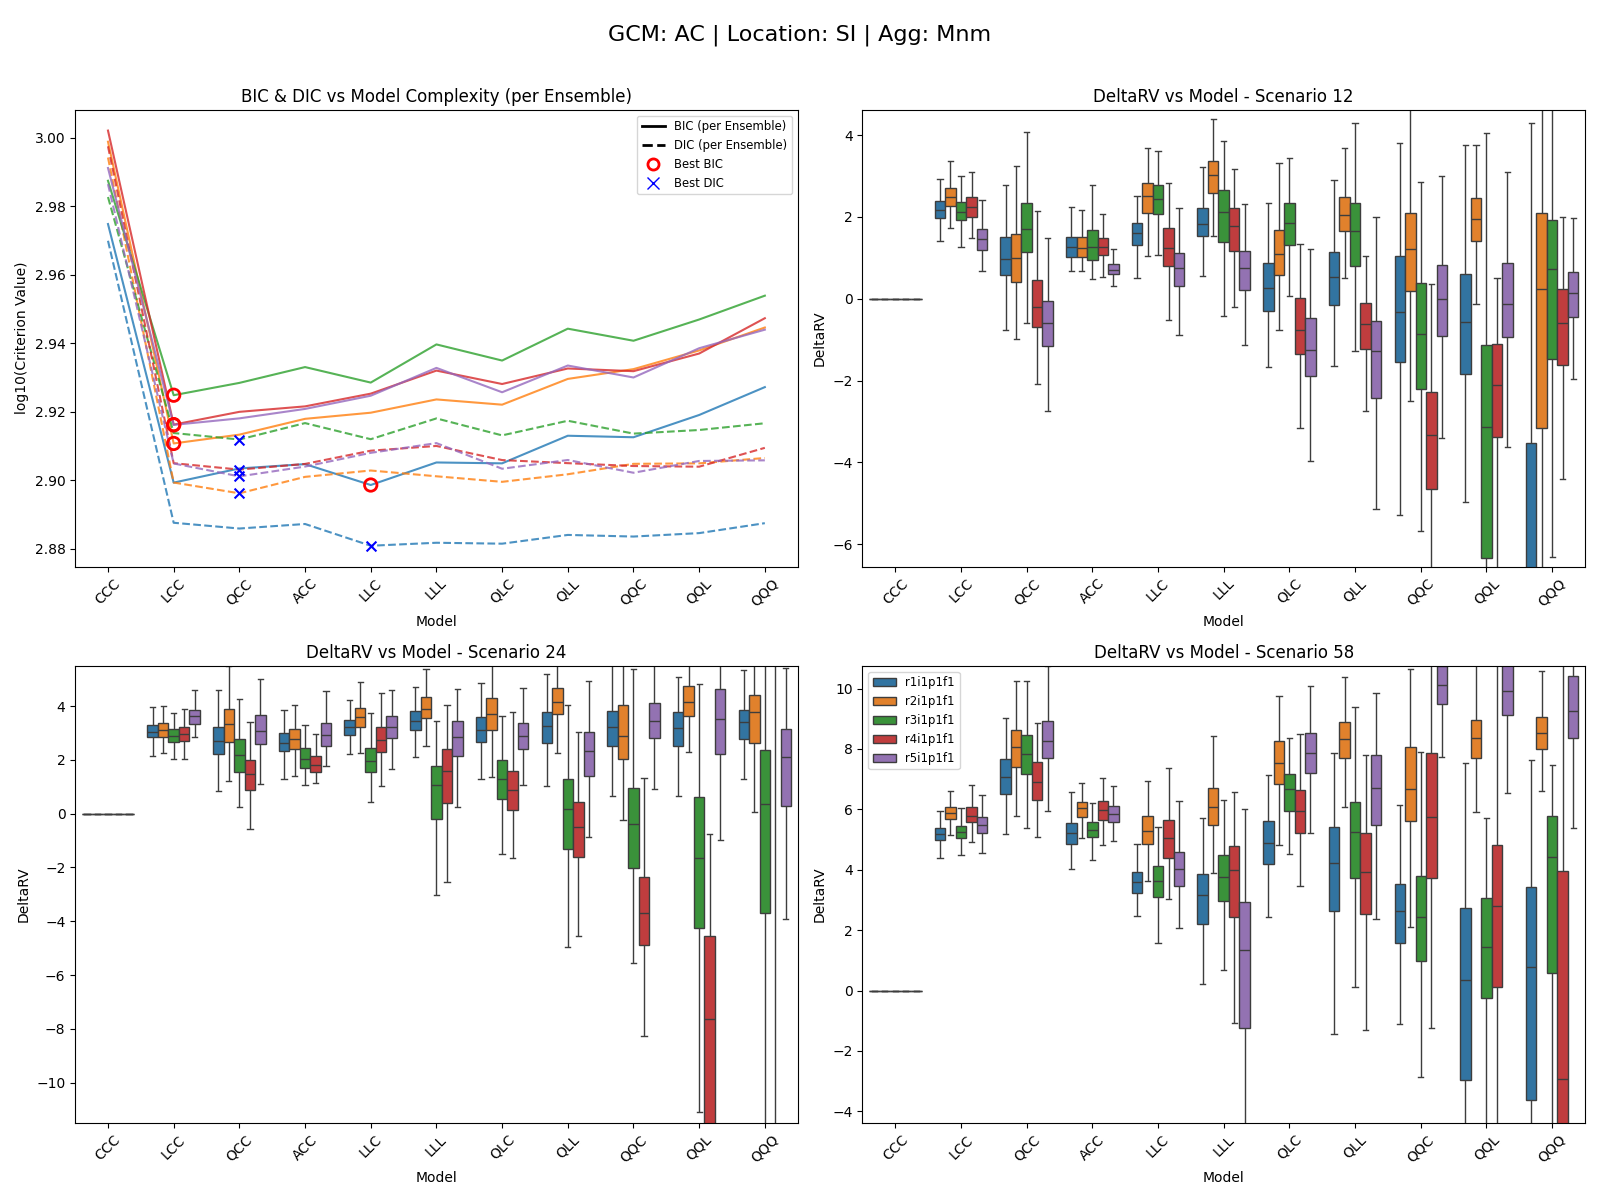 GCM: AC | Location: SI | Agg: Mnm
BIC & DIC vs Model Complexity (per Ensemble)
log10(Criterion Value)
3.00
2.98
2.96
2.94
2.92
2.90
2.88
BIC (per Ensemble)
DIC (per Ensemble)
Best BIC
Best DIC
CCC LCC QCC ACC LLC LLL QLC QLL QQC QQL QQQ
Model
DeltaRV vs Model - Scenario 12
DeltaRV
4
2
0
−2
−4
−6
CCC LCC QCC ACC LLC LLL QLC QLL QQC QQL QQQ
Model
DeltaRV vs Model - Scenario 24
DeltaRV
4
2
0
−2
−4
−6
−8
−10
CCC LCC QCC ACC LLC LLL QLC QLL QQC QQL QQQ
Model
DeltaRV vs Model - Scenario 58
DeltaRV
10
8
6
4
2
0
−2
−4
r1i1p1f1
r2i1p1f1
r3i1p1f1
r4i1p1f1
r5i1p1f1
CCC LCC QCC ACC LLC LLL QLC QLL QQC QQL QQQ
Model